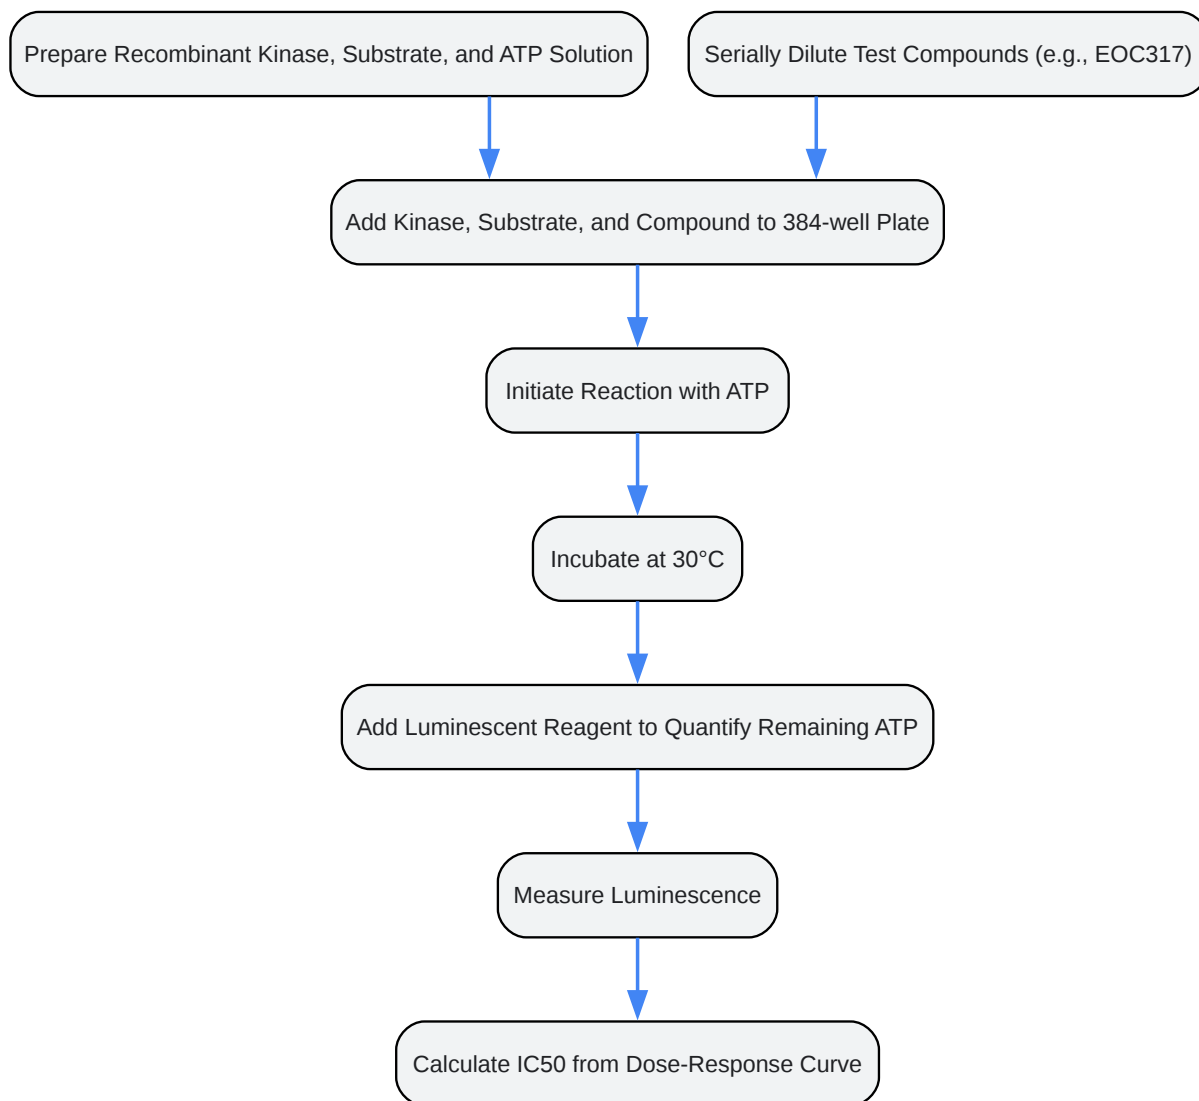 Prepare Recombinant Kinase, Substrate, and ATP Solution
Serially Dilute Test Compounds (e.g., EOC317)
Add Kinase, Substrate, and Compound to 384-well Plate
Initiate Reaction with ATP
Incubate at 30°C
Add Luminescent Reagent to Quantify Remaining ATP
Measure Luminescence
Calculate IC50 from Dose-Response Curve